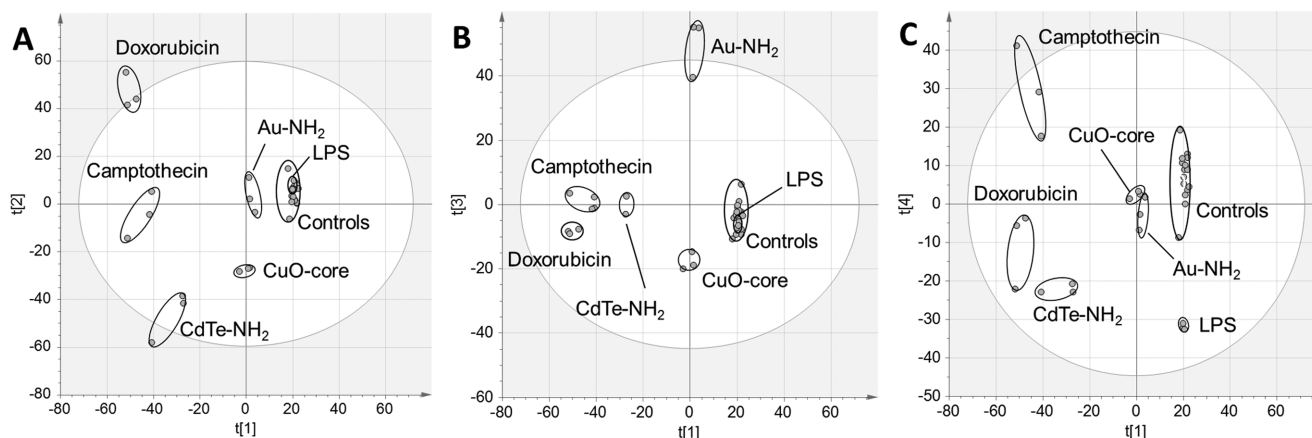 A
Doxorubicin
Au-NH2
LPS
Camptothecin
Controls
CuO-core
CdTe-NH2
60
40
20
0
-20
-40
-60
-80
t[2]
-80 -60 -40 -20 0 20 40 60
t[1]
B
Au-NH2
Camptothecin
LPS
Doxorubicin
Controls
CuO-core
CdTe-NH2
40
20
0
-20
-40
-60
t[3]
-60 -40 -20 0 20 40 60
t[1]
C
Camptothecin
CuO-core
Doxorubicin
Controls
Au-NH2
CdTe-NH2
LPS
40
30
20
10
0
-10
-20
-30
-40
-50
t[4]
-80 -60 -40 -20 0 20 40 60
t[1]